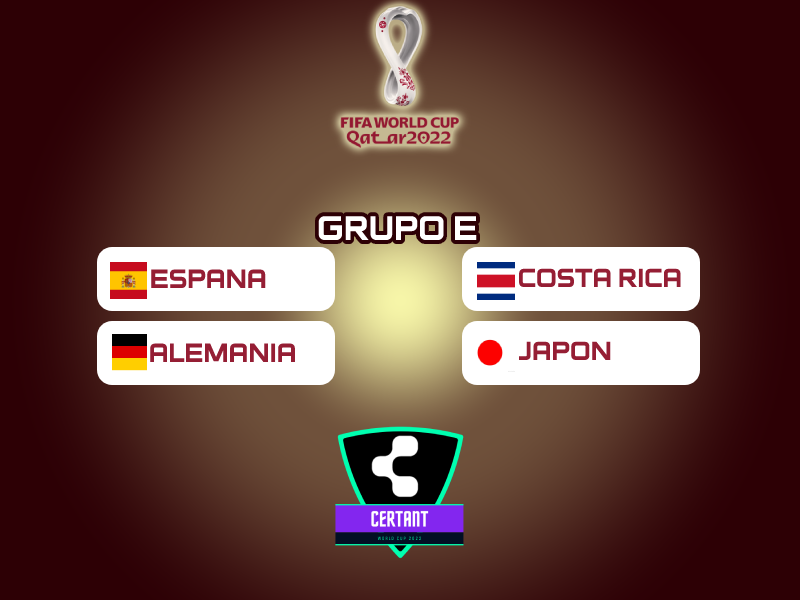 FIFA WORLD CUP
Qatar2022
GRUPO E
ESPANA
COSTA RICA
ALEMANIA
JAPON
CERTANT
WORLD CUP 2022